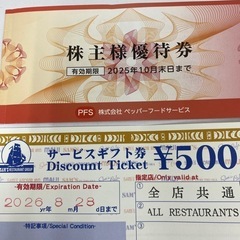 株主様優待券
有効期限 2025年10月末日まで
PFS 株式会社 ペッパーフードサービス
サービスギフト券
Discount Ticket
¥500
-有効期限/Expiration Date-
2026 8 28
yr年 m月 d日まで
-特記事項/Special Condition-
指定店/Only valid at
全店共通
ALL RESTAURANTS